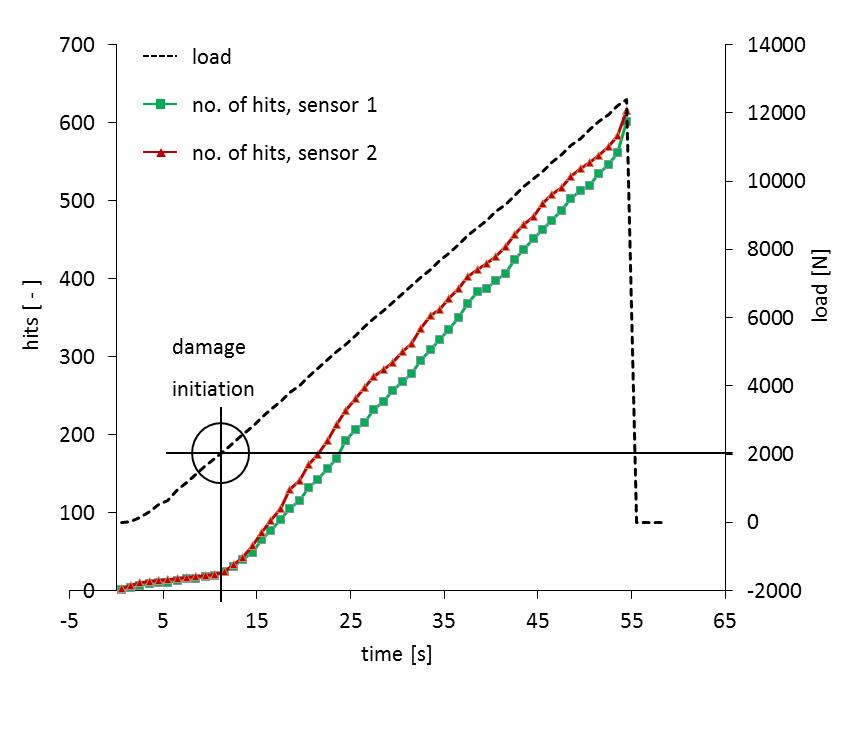 700
600
500
400
300
200
100
0
load
no. of hits, sensor 1
no. of hits, sensor 2
damage
initiation
hits [ - ]
14000
12000
10000
8000
6000
4000
2000
0
-2000
load [N]
-5 5 15 25 35 45 55 65
time [s]